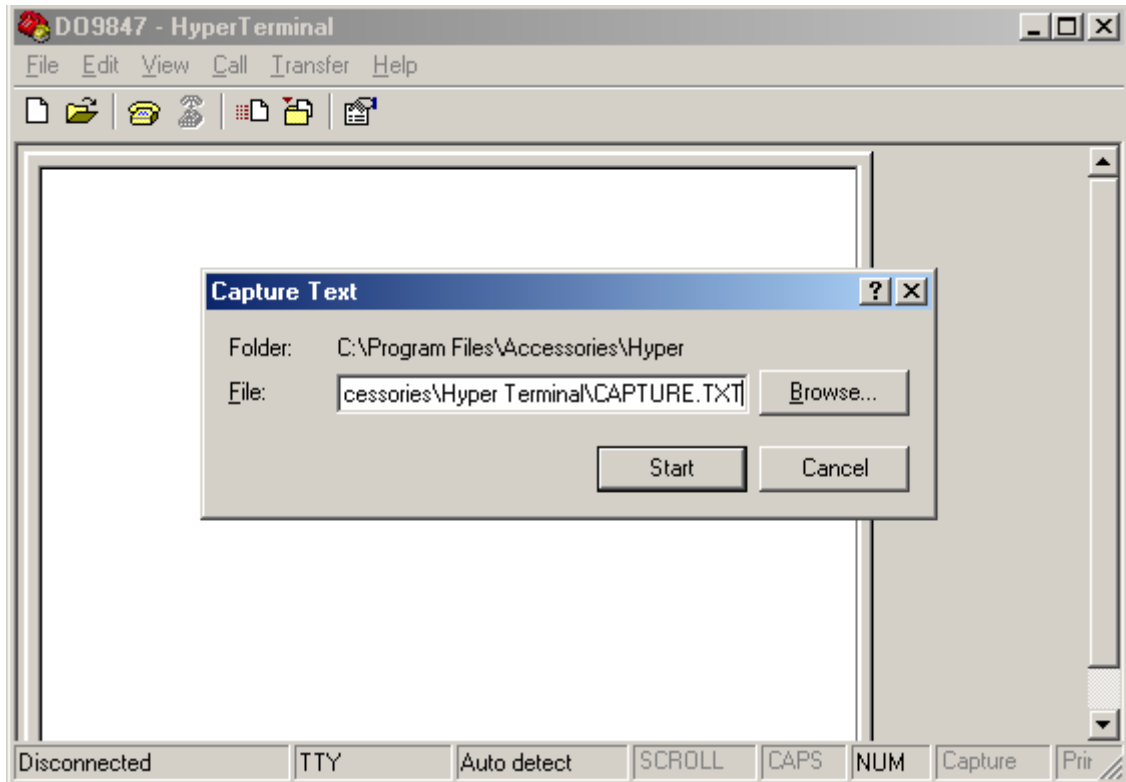 DO9847 - HyperTerminal
File Edit View Call Transfer Help
Capture Text
Folder: C:\Program Files\Accessories\Hyper
File: cessories\Hyper Terminal\CAPTURE.TXT Browse...
Start Cancel
Disconnected TTY Auto detect SCROLL CAPS NUM Capture Prir